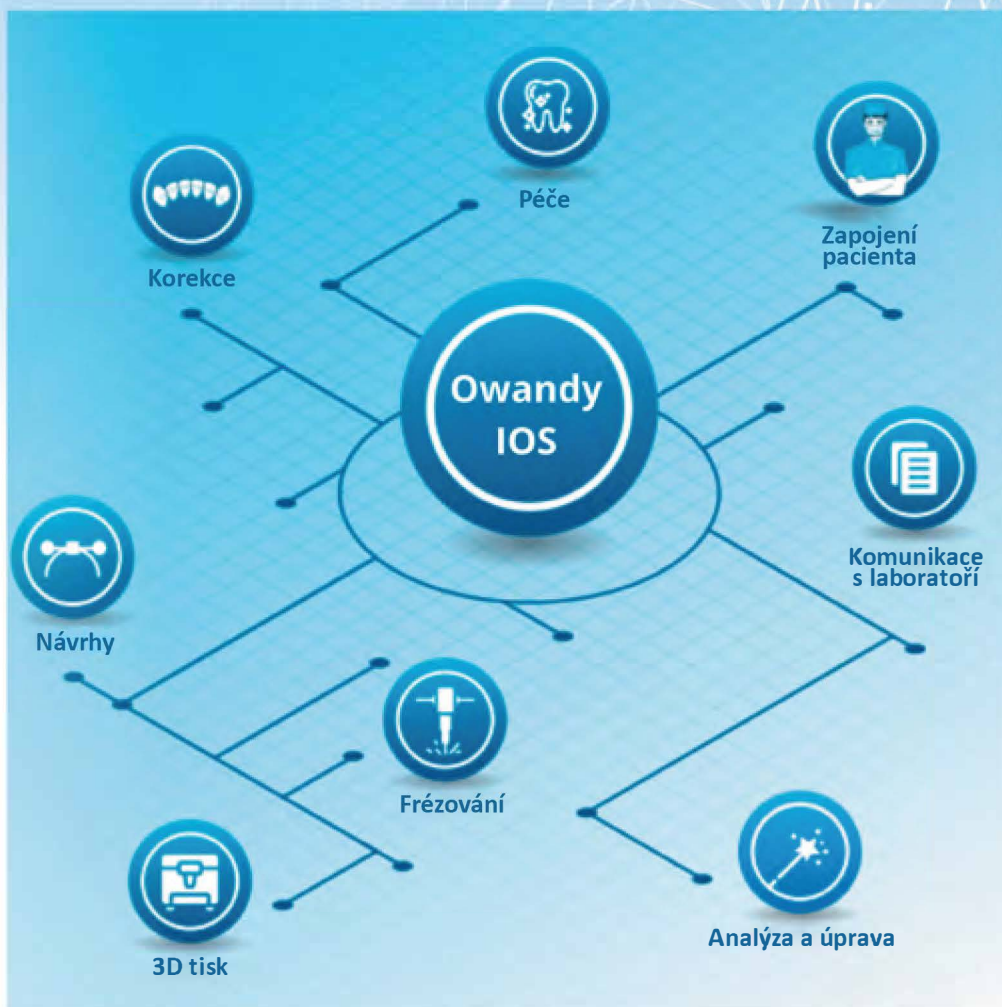 Péče
Zapojení
pacienta
Korekce
Owandy
IOS
Komunikace
s laboratoří
Návrhy
Frézování
Analýza a úprava
3D tisk